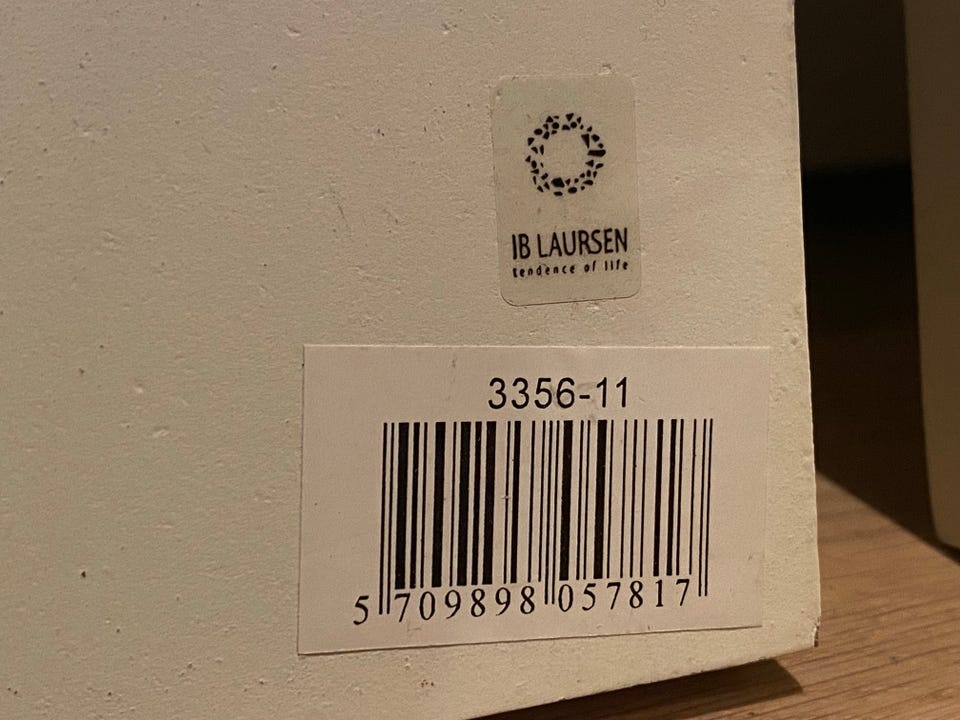 IB LAURSEN
tendence of life
3356-11
5 709898 057817